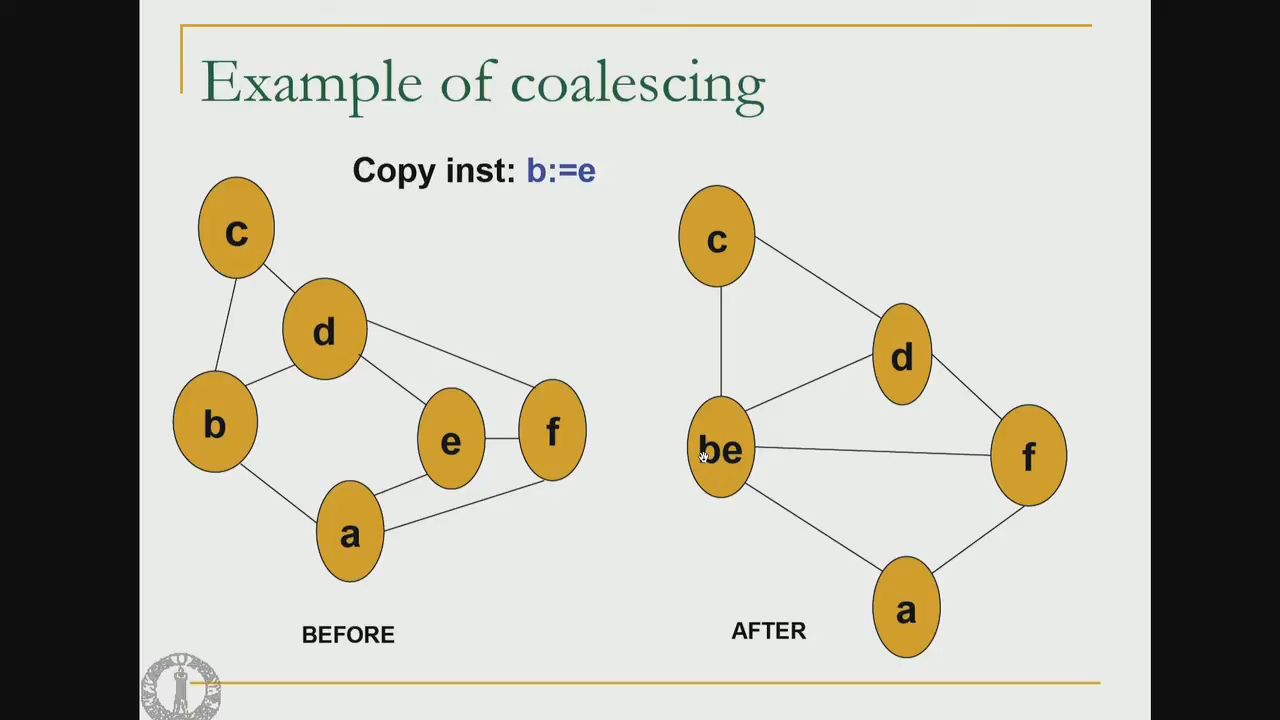 Example of coalescing
Copy inst: b:=e
c
d
b
e
f
a
BEFORE
c
d
be
f
a
AFTER